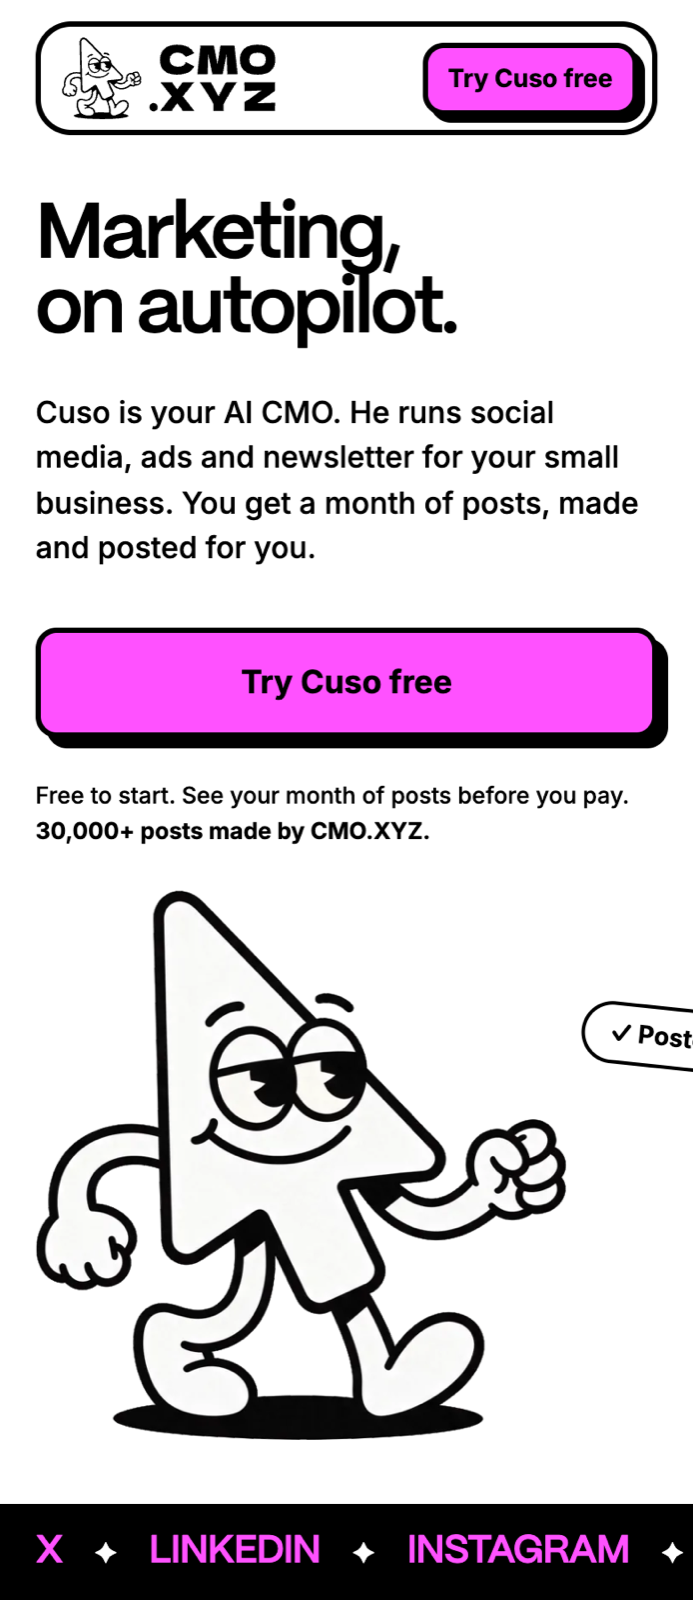 CMO
.XYZ
Try Cuso free
Marketing,
on autopilot.
Cuso is your AI CMO. He runs social
media, ads and newsletter for your small
business. You get a month of posts, made
and posted for you.
Try Cuso free
Free to start. See your month of posts before you pay.
30,000+ posts made by CMO.XYZ.
✓
X ✦ LINKEDIN ✦ INSTAGRAM ✦